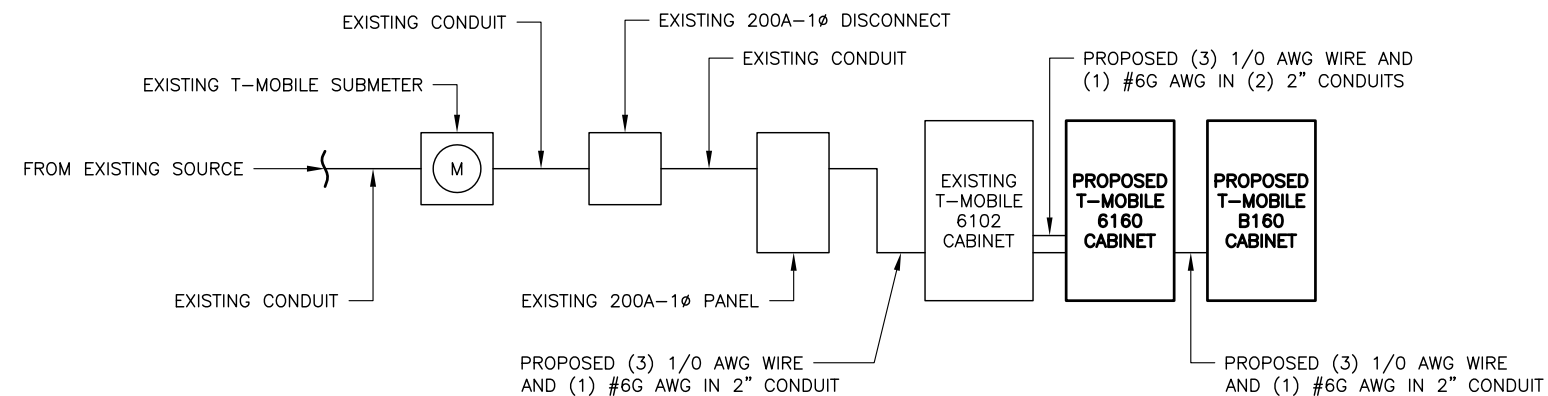 EXISTING CONDUIT
EXISTING 200A-1ø DISCONNECT
EXISTING CONDUIT
PROPOSED (3) 1/0 AWG WIRE AND
(1) #6G AWG IN (2) 2" CONDUITS
EXISTING T-MOBILE SUBMETER
FROM EXISTING SOURCE
M
EXISTING
T-MOBILE
6102
CABINET
PROPOSED
T-MOBILE
6160
CABINET
PROPOSED
T-MOBILE
B160
CABINET
EXISTING CONDUIT
EXISTING 200A-1ø PANEL
PROPOSED (3) 1/0 AWG WIRE
AND (1) #6G AWG IN 2" CONDUIT
PROPOSED (3) 1/0 AWG WIRE
AND (1) #6G AWG IN 2" CONDUIT